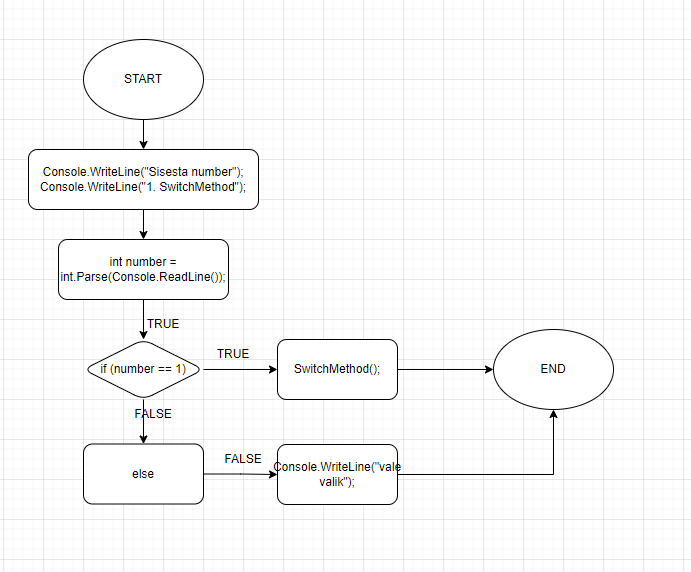 START
Console.WriteLine("Sisesta number");
Console.WriteLine("1. SwitchMethod");
int number =
int.Parse(Console.ReadLine());
TRUE
if (number == 1)
TRUE
SwitchMethod();
END
FALSE
else
FALSE
Console.WriteLine("vale
valik");